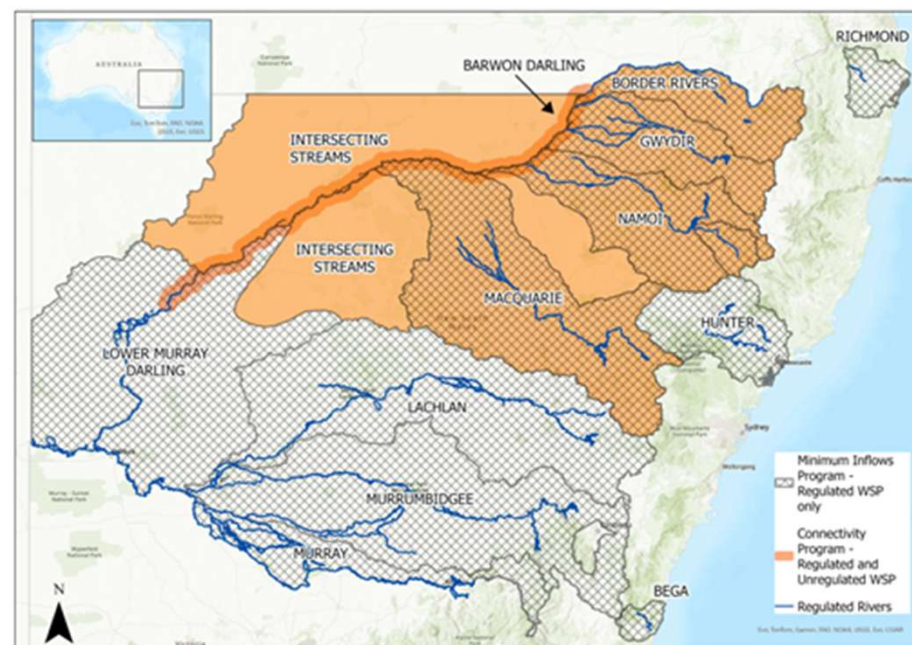 RICHMOND
AUSTRALIA
BARWON DARLING
BORDER RIVERS
INTERSECTING
STREAMS
GWYDIR
NAMOI
INTERSECTING
STREAMS
MACQUARIE
HUNTER
LOWER MURRAY
DARLING
LACHLAN
Sydney
Wollongong
MURRUMBIDGEE
MURRAY
BEGA
Minimum Inflows
Program -
Regulated WSP
only
Connectivity
Program -
Regulated and
Unregulated WSP
Regulated Rivers
N